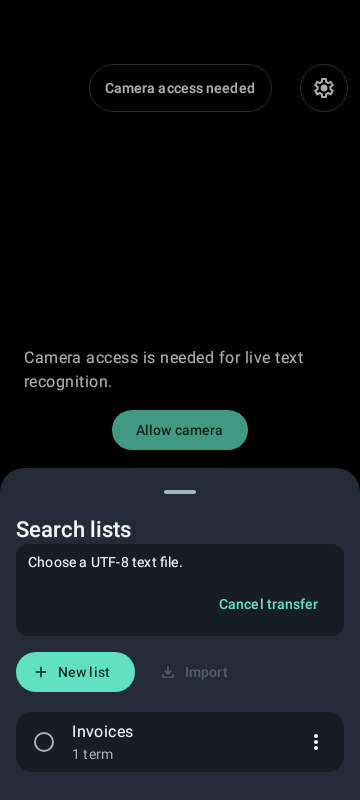 Camera access needed
Camera access is needed for live text
recognition.
Allow camera
Search lists
Choose a UTF-8 text file.
Cancel transfer
New list
Import
Invoices
1 term